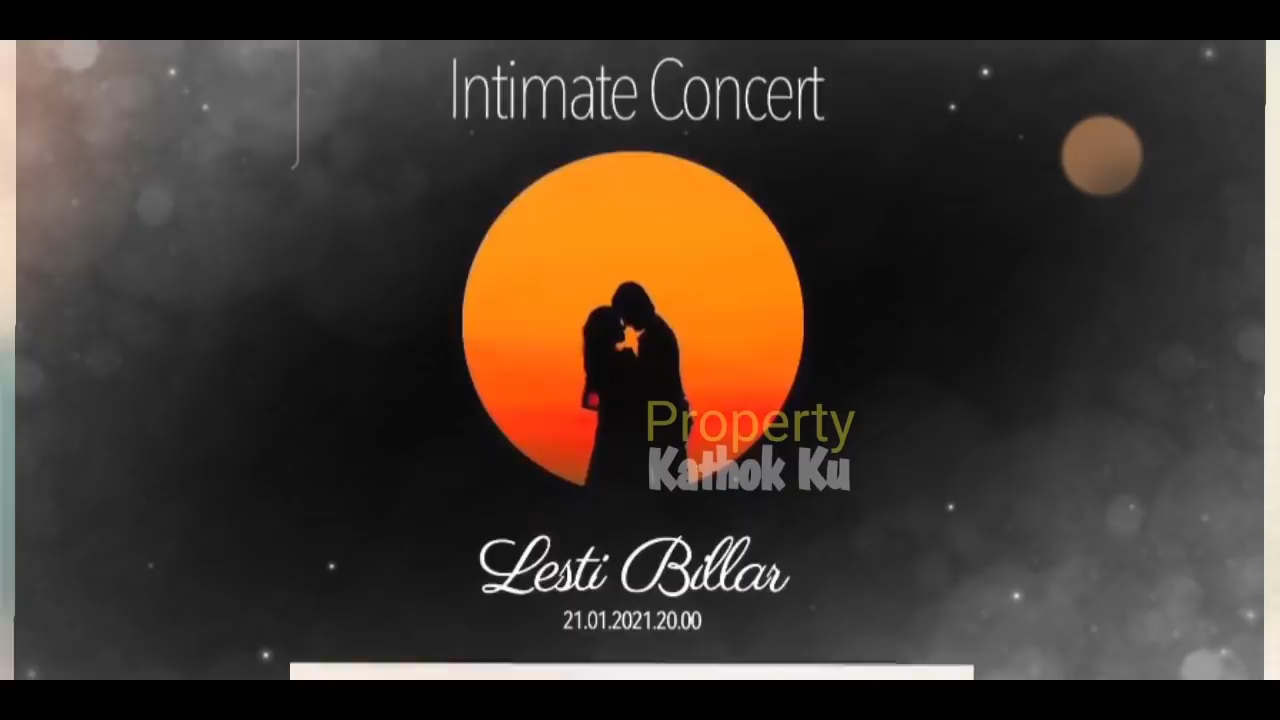 Intimate Concert
Property
Kathok Ku
Lesti Billar
21.01.2021.20.00